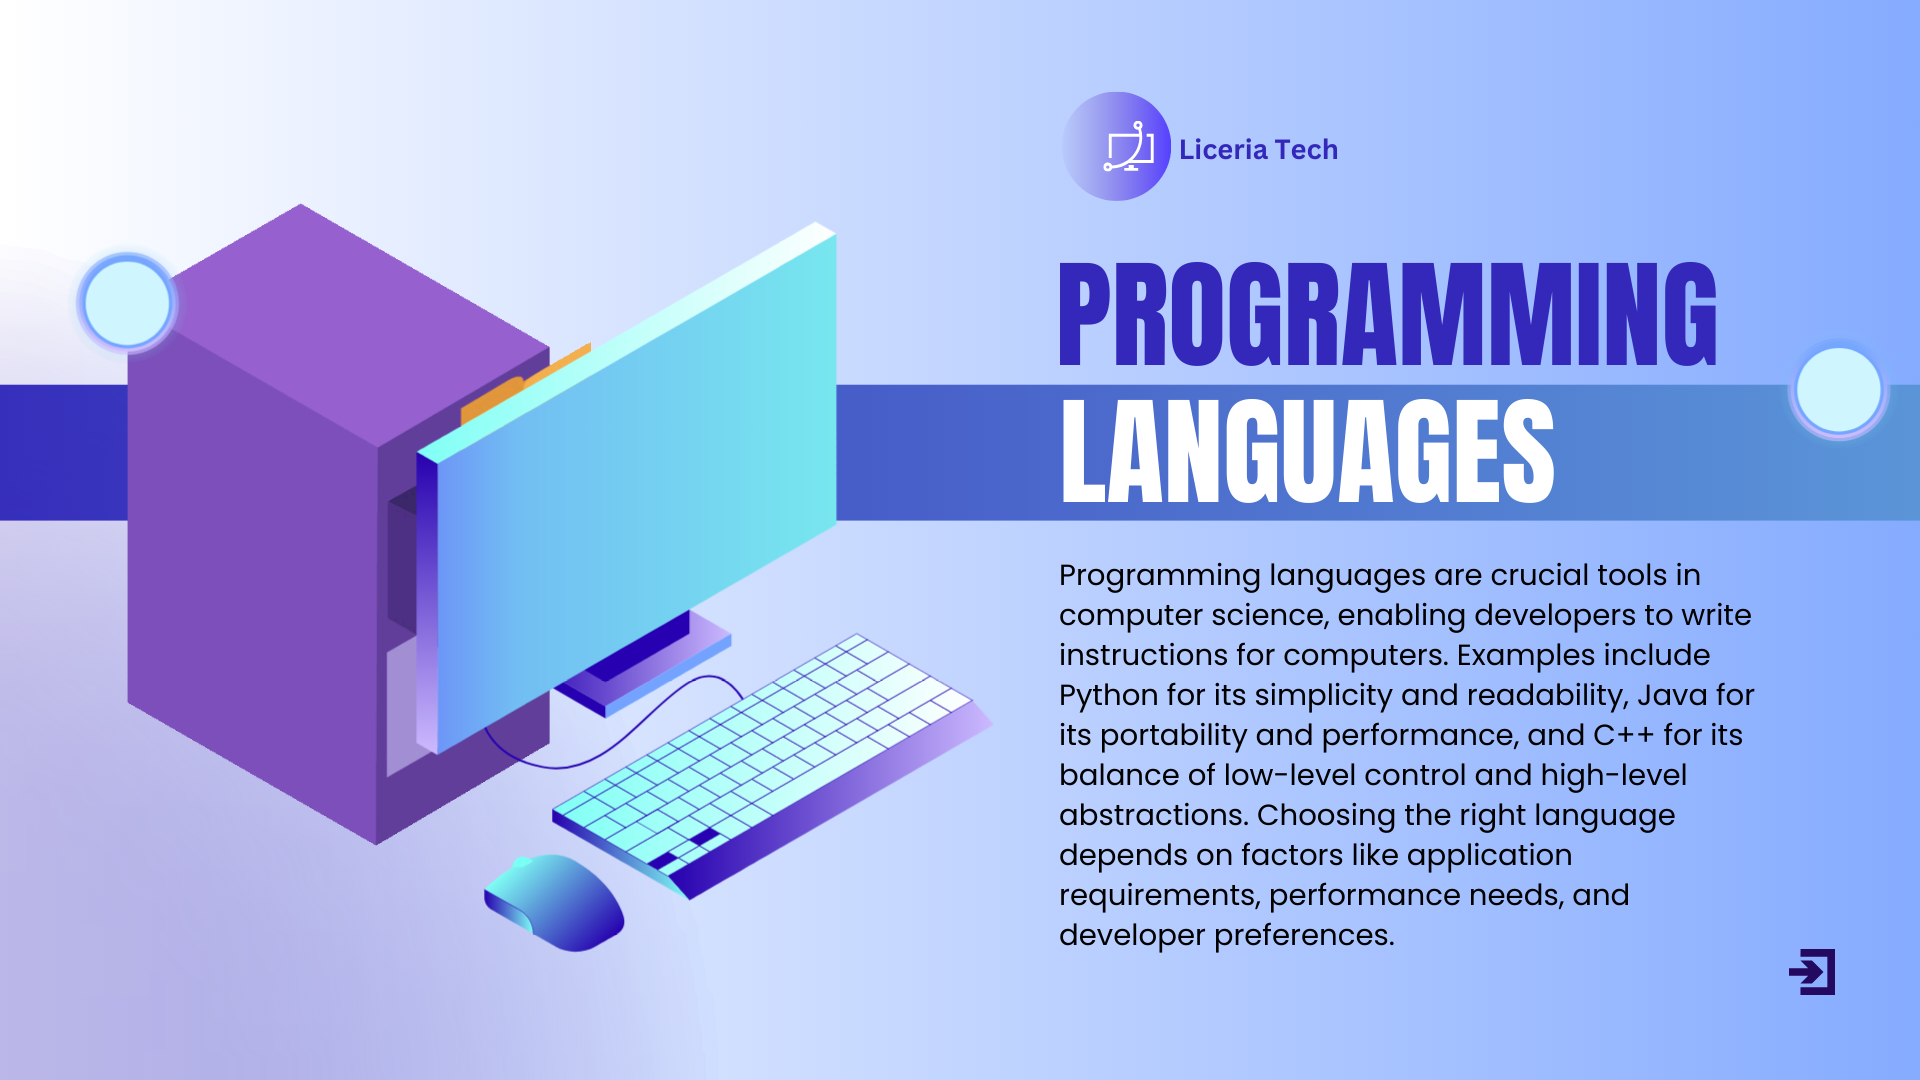 Liceria Tech
PROGRAMMING
LANGUAGES
Programming languages are crucial tools in
computer science, enabling developers to write
instructions for computers. Examples include
Python for its simplicity and readability, Java for
its portability and performance, and C++ for its
balance of low-level control and high-level
abstractions. Choosing the right language
depends on factors like application
requirements, performance needs, and
developer preferences.